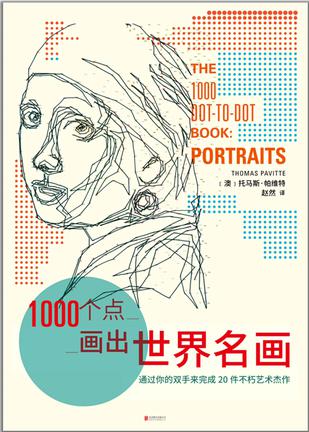 THE
1000
DOT-TO-DOT
BOOK:
PORTRAITS
THOMAS PAVITTE
[ 澳 ] 托马斯·帕维特
赵然 译
1000个点
画出世界名画
通过你的双手来完成 20 件不朽艺术杰作